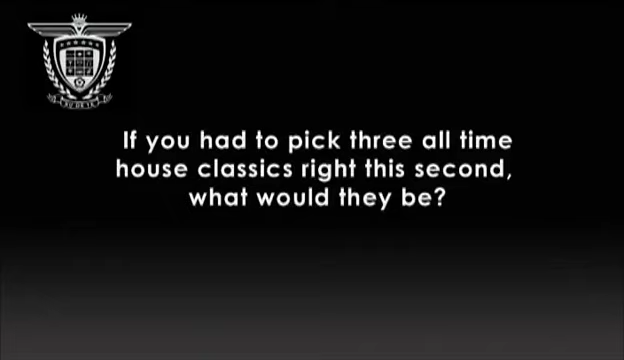 If you had to pick three all time
house classics right this second,
what would they be?